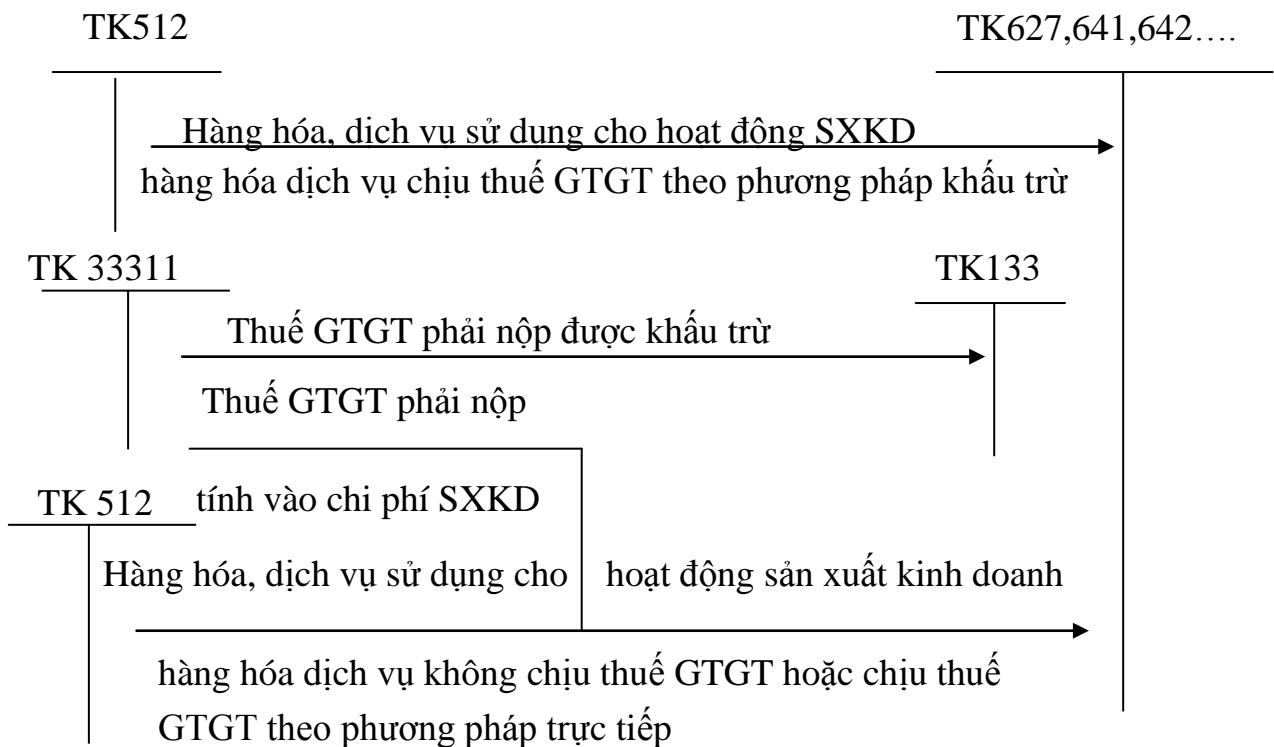 TK512 TK627,641,642….
Hàng hóa, dịch vụ sử dụng cho hoạt động SXKD
hàng hóa dịch vụ chịu thuế GTGT theo phương pháp khấu trừ
TK 33311 TK133
Thuế GTGT phải nộp được khấu trừ
Thuế GTGT phải nộp
TK 512 tính vào chi phí SXKD
Hàng hóa, dịch vụ sử dụng cho hoạt động sản xuất kinh doanh
hàng hóa dịch vụ không chịu thuế GTGT hoặc chịu thuế
GTGT theo phương pháp trực tiếp